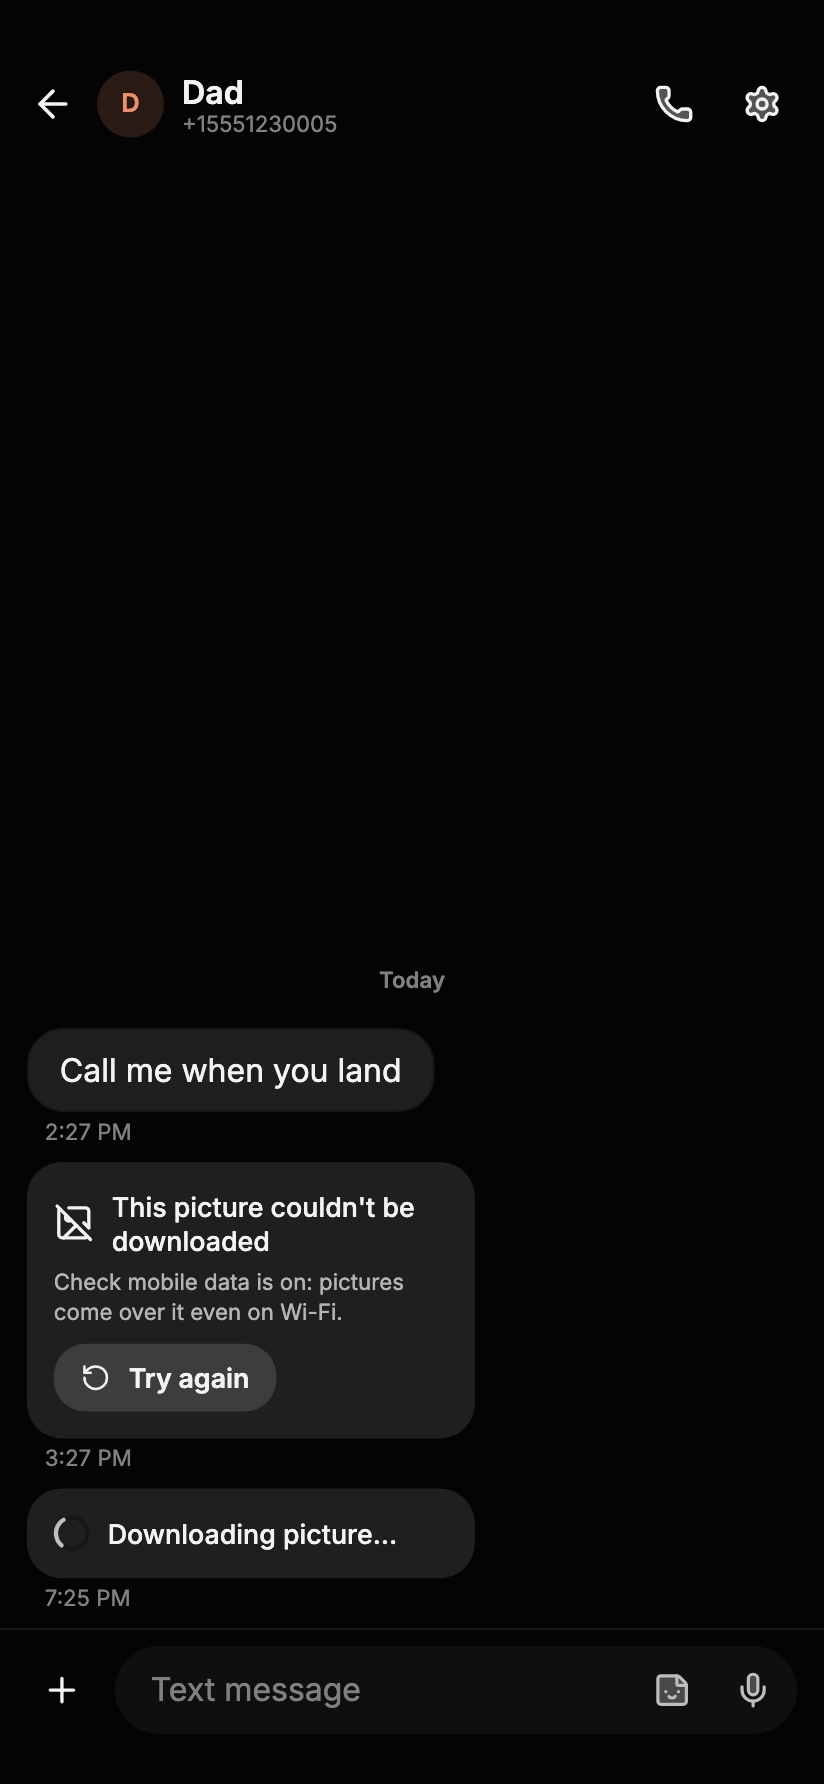 D
Dad
+15551230005
Today
Call me when you land
2:27 PM
This picture couldn't be
downloaded
Check mobile data is on: pictures
come over it even on Wi-Fi.
Try again
3:27 PM
Downloading picture...
7:25 PM
Text message